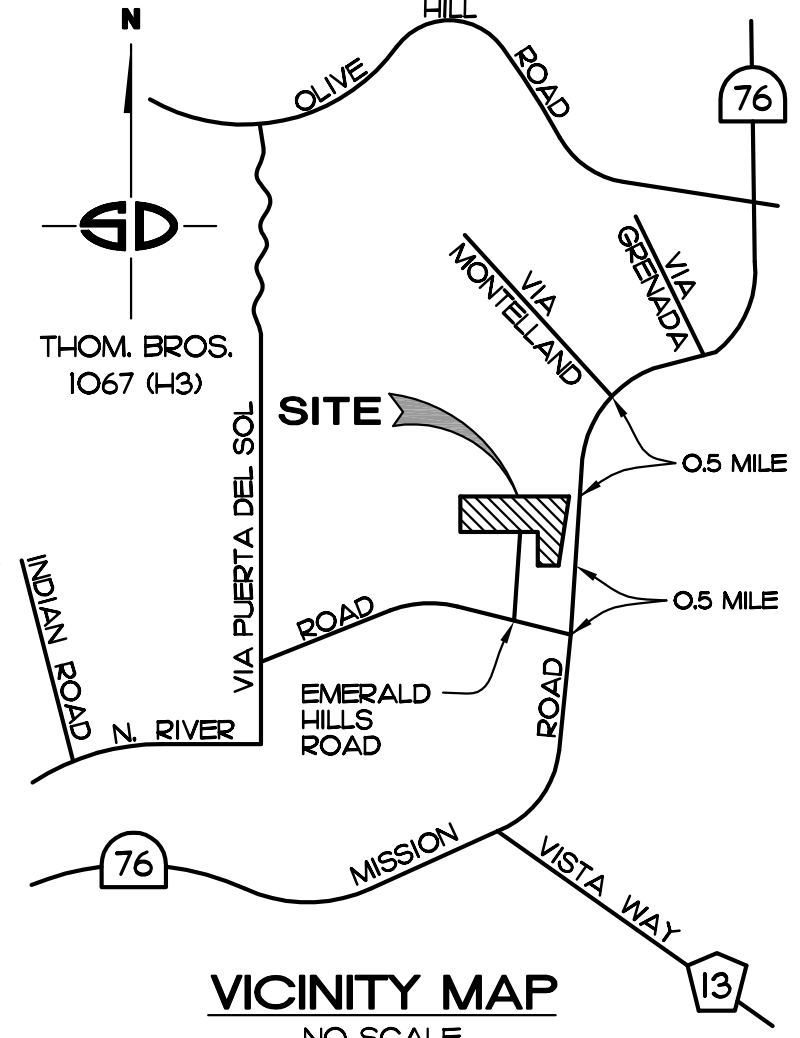 HILL
N
OLIVE
ROAD
76
SD
VIA
GRENADA
VIA
MONTELLAND
THOM. BROS.
1067 (H3)
SITE
0.5 MILE
VIA PUERTA DEL SOL
INDIAN ROAD
ROAD
0.5 MILE
EMERALD
HILLS
ROAD
ROAD
N. RIVER
76
MISSION
VISTA WAY
13
VICINITY MAP
NO SCALE